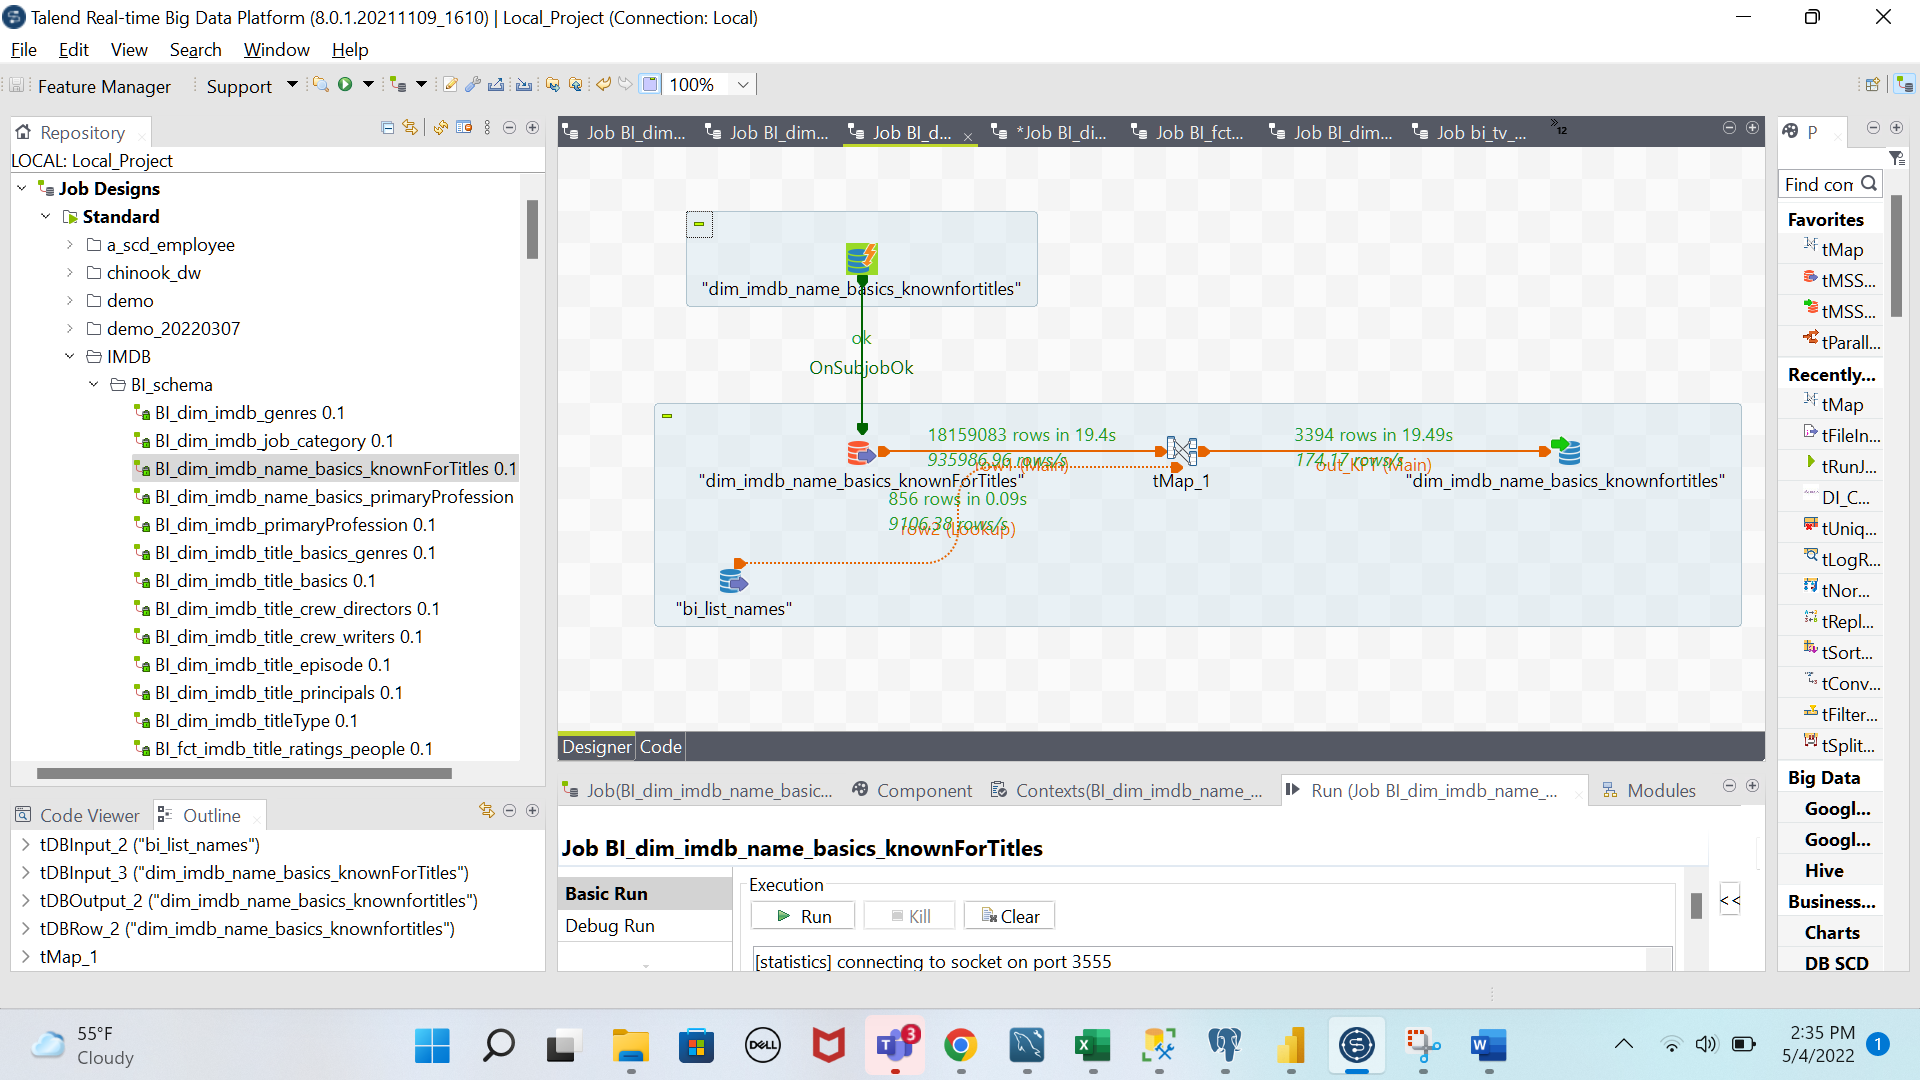 Talend Real-time Big Data Platform (8.0.1.20211109_1610) | Local_Project (Connection: Local)
File Edit View Search Window Help
Feature Manager Support 100%
Repository
LOCAL: Local_Project
Job Designs
Standard
a_scd_employee
chinook_dw
demo
demo_20220307
IMDB
BI_schema
BI_dim_imdb_genres 0.1
BI_dim_imdb_job_category 0.1
BI_dim_imdb_name_basics_knownForTitles 0.1
BI_dim_imdb_name_basics_primaryProfession
BI_dim_imdb_primaryProfession 0.1
BI_dim_imdb_title_basics_genres 0.1
BI_dim_imdb_title_basics 0.1
BI_dim_imdb_title_crew_directors 0.1
BI_dim_imdb_title_crew_writers 0.1
BI_dim_imdb_title_episode 0.1
BI_dim_imdb_title_principals 0.1
BI_dim_imdb_titleType 0.1
BI_fct_imdb_title_ratings_people 0.1
Code Viewer Outline
tDBInput_2 ("bi_list_names")
tDBInput_3 ("dim_imdb_name_basics_knownForTitles")
tDBOutput_2 ("dim_imdb_name_basics_knownfortitles")
tDBRow_2 ("dim_imdb_name_basics_knownfortitles")
tMap_1
Job BI_dim... Job BI_dim... Job BI_d... *Job BI_di... Job BI_fct... Job BI_dim... Job bi_tv_... »12
"dim_imdb_name_basics_knownfortitles"
ok
OnSubjobOk
18159083 rows in 19.4s
935986.96 rows/s
row1 (Main)
3394 rows in 19.49s
174.17 rows/s
out_KFT (Main)
"dim_imdb_name_basics_knownForTitles"
tMap_1
"dim_imdb_name_basics_knownfortitles"
856 rows in 0.09s
9106.38 rows/s
row2 (Lookup)
"bi_list_names"
Designer Code
Job(BI_dim_imdb_name_basic... Component Contexts(BI_dim_imdb_name_... Run (Job BI_dim_imdb_name_... Modules
Job BI_dim_imdb_name_basics_knownForTitles
Basic Run
Debug Run
Execution
Run Kill Clear
[statistics] connecting to socket on port 3555
<<
P
Find con
Favorites
tMap
tMSS...
tMSS...
tParall...
Recently...
tMap
tFileIn...
tRunJ...
DI_C...
tUniq...
tLogR...
tNor...
tRepl...
tSort...
tConv...
tFilter...
tSplit...
Big Data
Googl...
Googl...
Hive
Business...
Charts
DB SCD
55°F
Cloudy
DELL
3
2:35 PM
5/4/2022
1